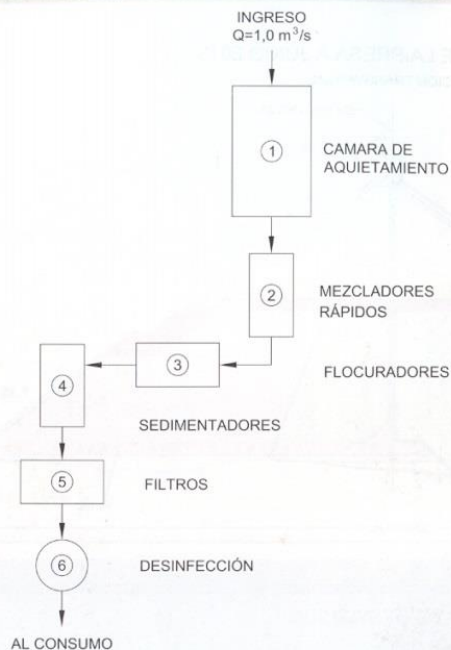 INGRESO
Q=1,0 m³/s
1
CAMARA DE
AQUIETAMIENTO
2
MEZCLADORES
RÁPIDOS
3
FLOCURADORES
4
SEDIMENTADORES
5
FILTROS
6
DESINFECCIÓN
AL CONSUMO